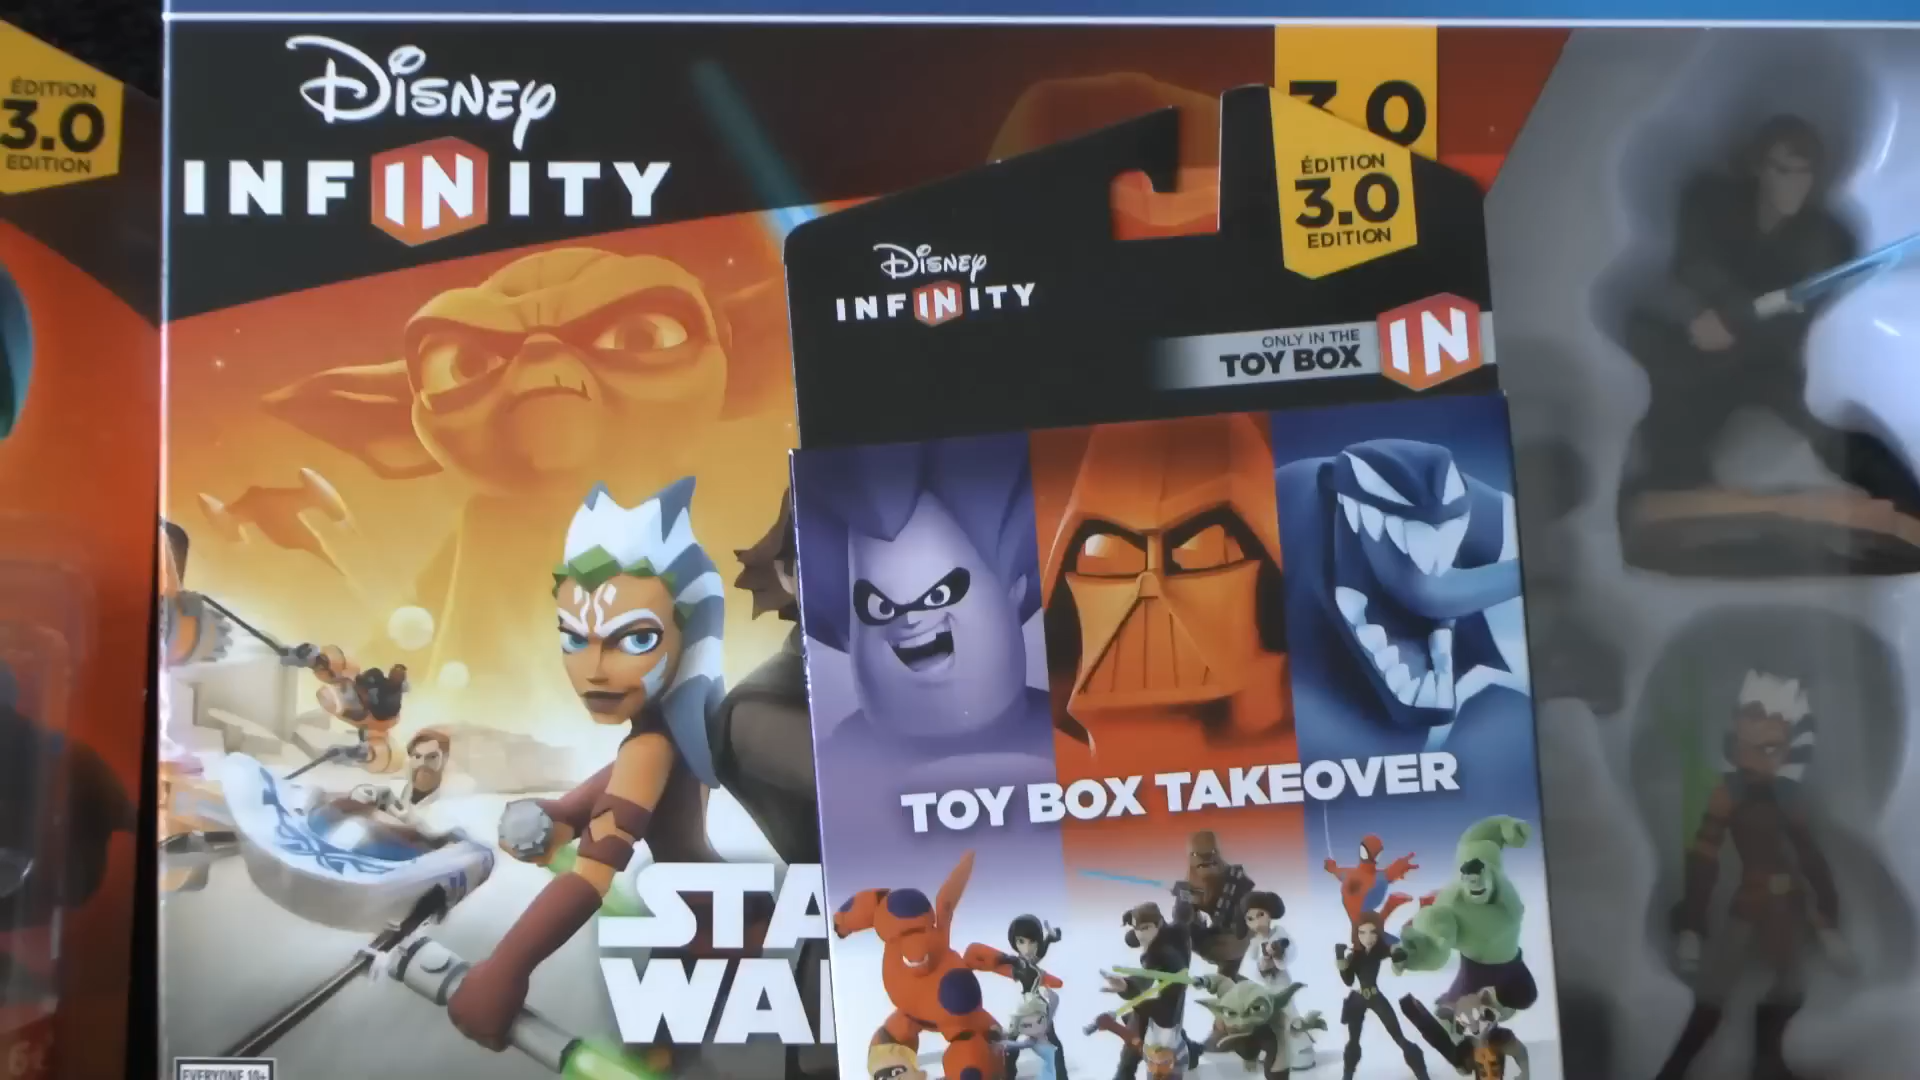 ÉDITION
3.0
EDITION
DISNEY
INFINITY
3.0
ÉDITION
3.0
EDITION
DISNEY
INFINITY
ONLY IN THE
TOY BOX
IN
TOY BOX TAKEOVER
STA
WA
EVERYONE 10+